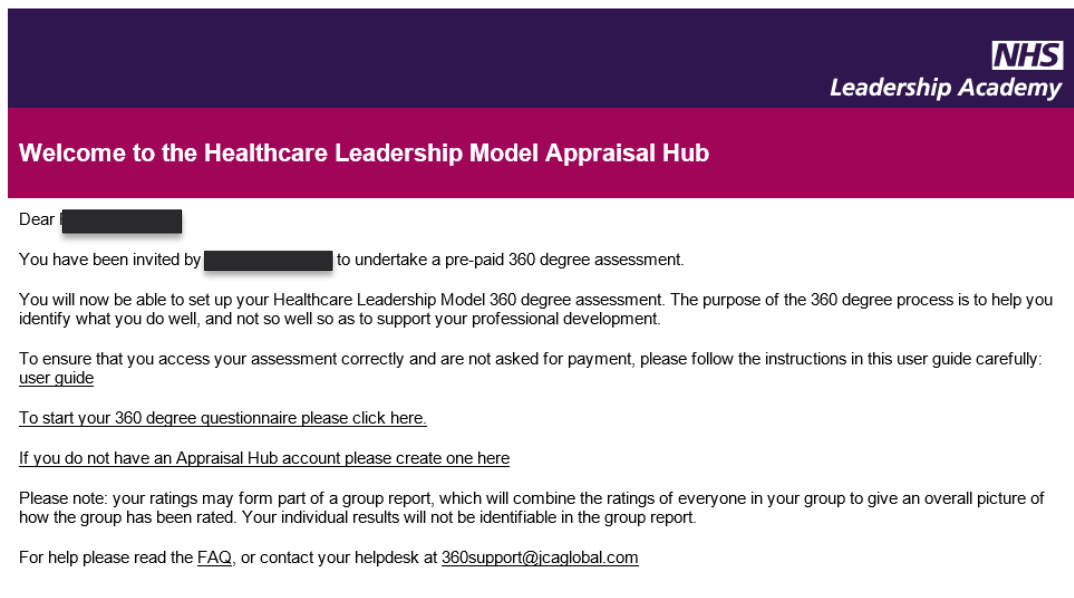 NHS
Leadership Academy
Welcome to the Healthcare Leadership Model Appraisal Hub
Dear
You have been invited by to undertake a pre-paid 360 degree assessment.
You will now be able to set up your Healthcare Leadership Model 360 degree assessment. The purpose of the 360 degree process is to help you
identify what you do well, and not so well so as to support your professional development.
To ensure that you access your assessment correctly and are not asked for payment, please follow the instructions in this user guide carefully:
user guide
To start your 360 degree questionnaire please click here.
If you do not have an Appraisal Hub account please create one here
Please note: your ratings may form part of a group report, which will combine the ratings of everyone in your group to give an overall picture of
how the group has been rated. Your individual results will not be identifiable in the group report.
For help please read the FAQ, or contact your helpdesk at 360support@jcaglobal.com